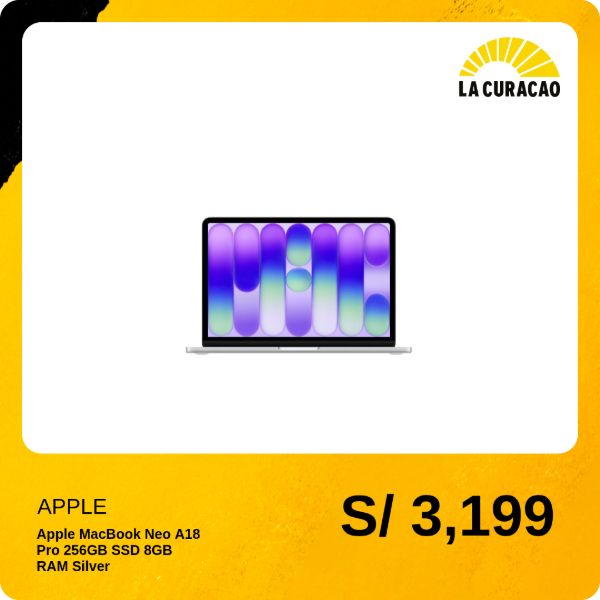 LA CURACAO
APPLE
S/ 3,199
Apple MacBook Neo A18
Pro 256GB SSD 8GB
RAM Silver